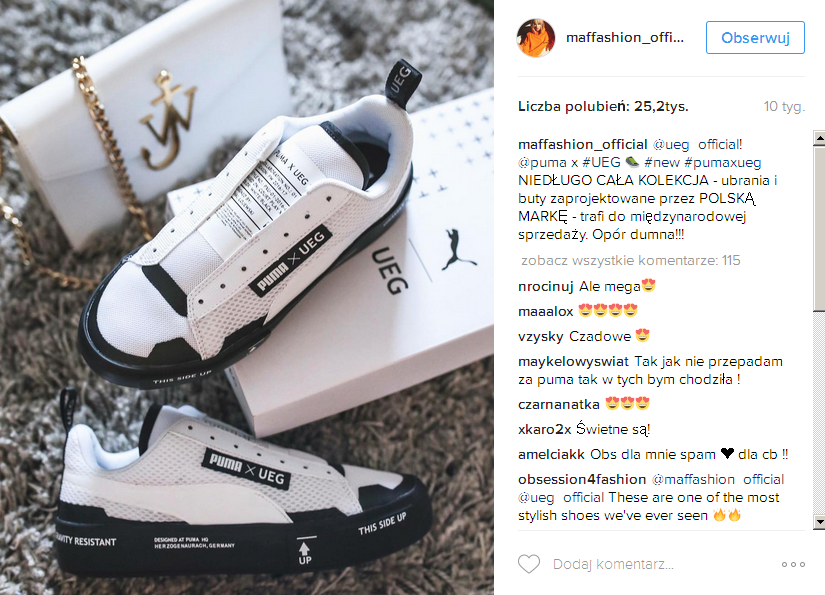 UEG
PUMA X UEG
PUMA X UEG
UEG
THIS SIDE UP
PUMA X UEG
GRAVITY RESISTANT
DESIGNED AT PUMA HQ
HERZOGENAURACH, GERMANY
UP
THIS SIDE UP
maffashion_offi...
Obserwuj
Liczba polubień: 25,2tys.
10 tyg.
maffashion_official @ueg_official!
@puma x #UEG #new #pumaxueg
NIEDŁUGO CAŁA KOLEKCJA - ubrania i
buty zaprojektowane przez POLSKĄ
MARKĘ - trafi do międzynarodowej
sprzedaży. Opór dumna!!!
zobacz wszystkie komentarze: 115
nrocinuj Ale mega😍
maaalox 😍😍😍😍
vzysky Czadowe 😍
maykelowyswiat Tak jak nie przepadam
za puma tak w tych bym chodziła !
czarnanatka 😍😍😍
xkaro2x Świetne są!
amelciakk Obs dla mnie spam ❤ dla cb !!
obsession4fashion @maffashion_official
@ueg_official These are one of the most
stylish shoes we've ever seen 🔥🔥
Dodaj komentarz...